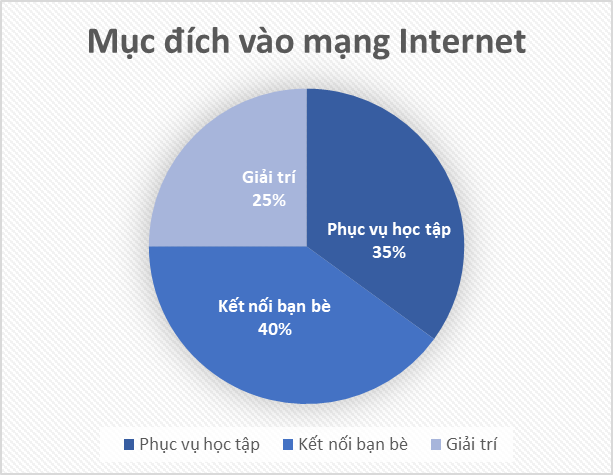 Mục đích vào mạng Internet
Giải trí
25%
Phục vụ học tập
35%
Kết nối bạn bè
40%
Phục vụ học tập Kết nối bạn bè Giải trí